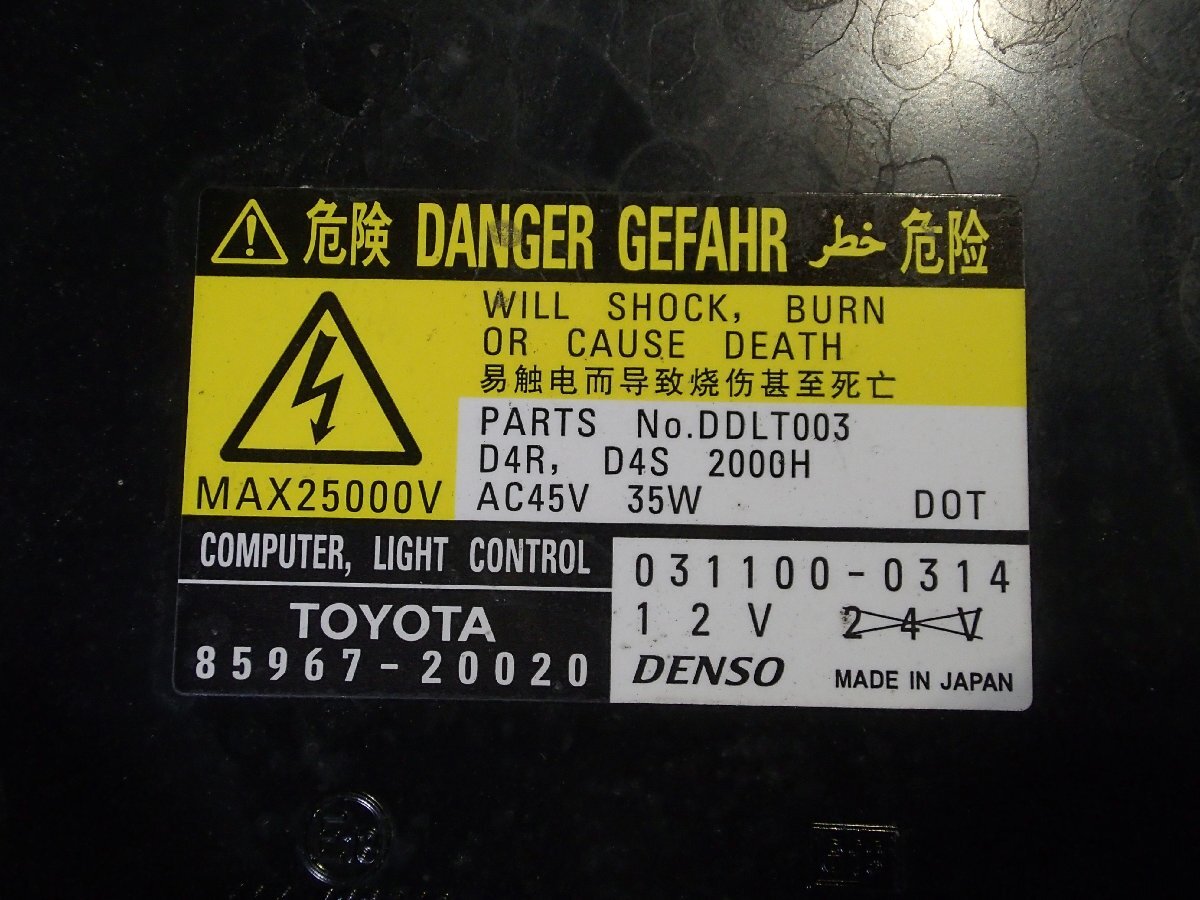 危険 DANGER GEFAHR خطر 危险
WILL SHOCK, BURN
OR CAUSE DEATH
易触电而导致烧伤甚至死亡
MAX25000V
PARTS No.DDLT003
D4R, D4S 2000H
AC45V 35W DOT
COMPUTER, LIGHT CONTROL
TOYOTA
85967-20020
031100-0314
12V 24V
DENSO MADE IN JAPAN